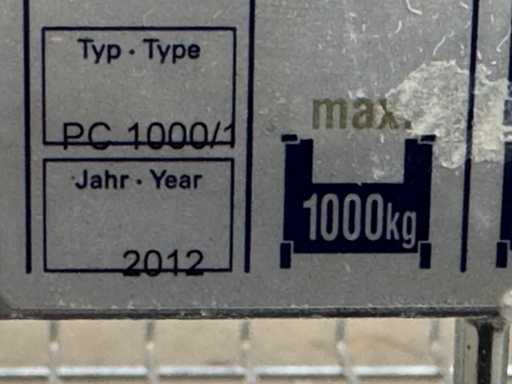 Typ · Type
PC 1000/1
Jahr · Year
2012
max.
1000kg